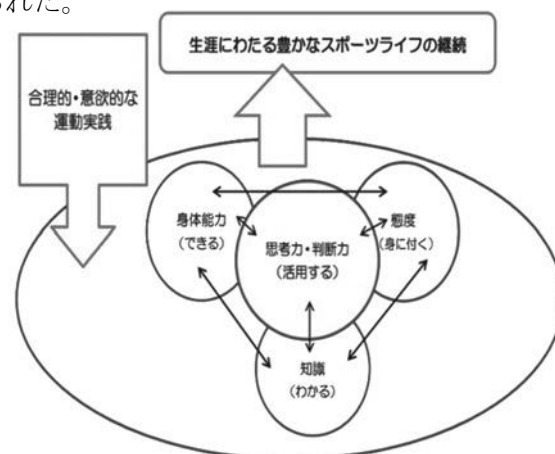 られた。
生涯にわたる豊かなスポーツライフの継続
合理的・意欲的な
運動実践
身体能力
(できる)
思考力・判断力
(活用する)
態度
(身に付く)
知識
(わかる)